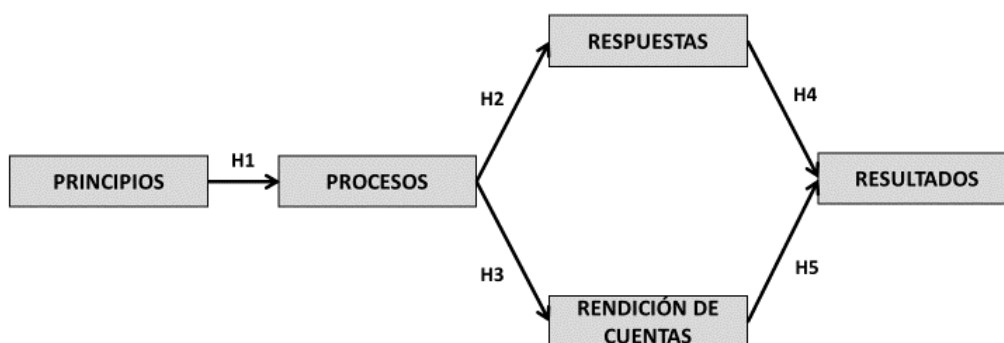 PRINCIPIOS
H1
PROCESOS
H2
H3
RESPUESTAS
RENDICIÓN DE
CUENTAS
H4
H5
RESULTADOS